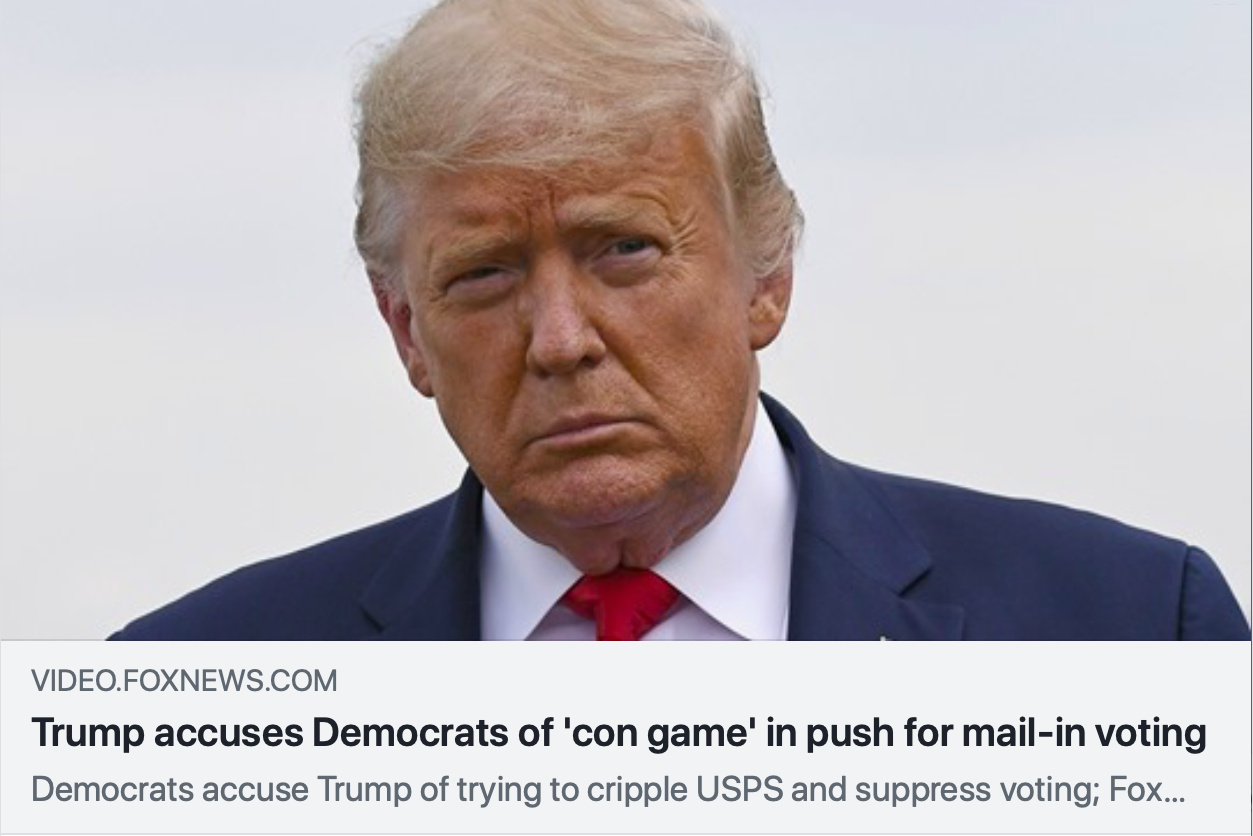 VIDEO.FOXNEWS.COM
Trump accuses Democrats of 'con game' in push for mail-in voting
Democrats accuse Trump of trying to cripple USPS and suppress voting; Fox...